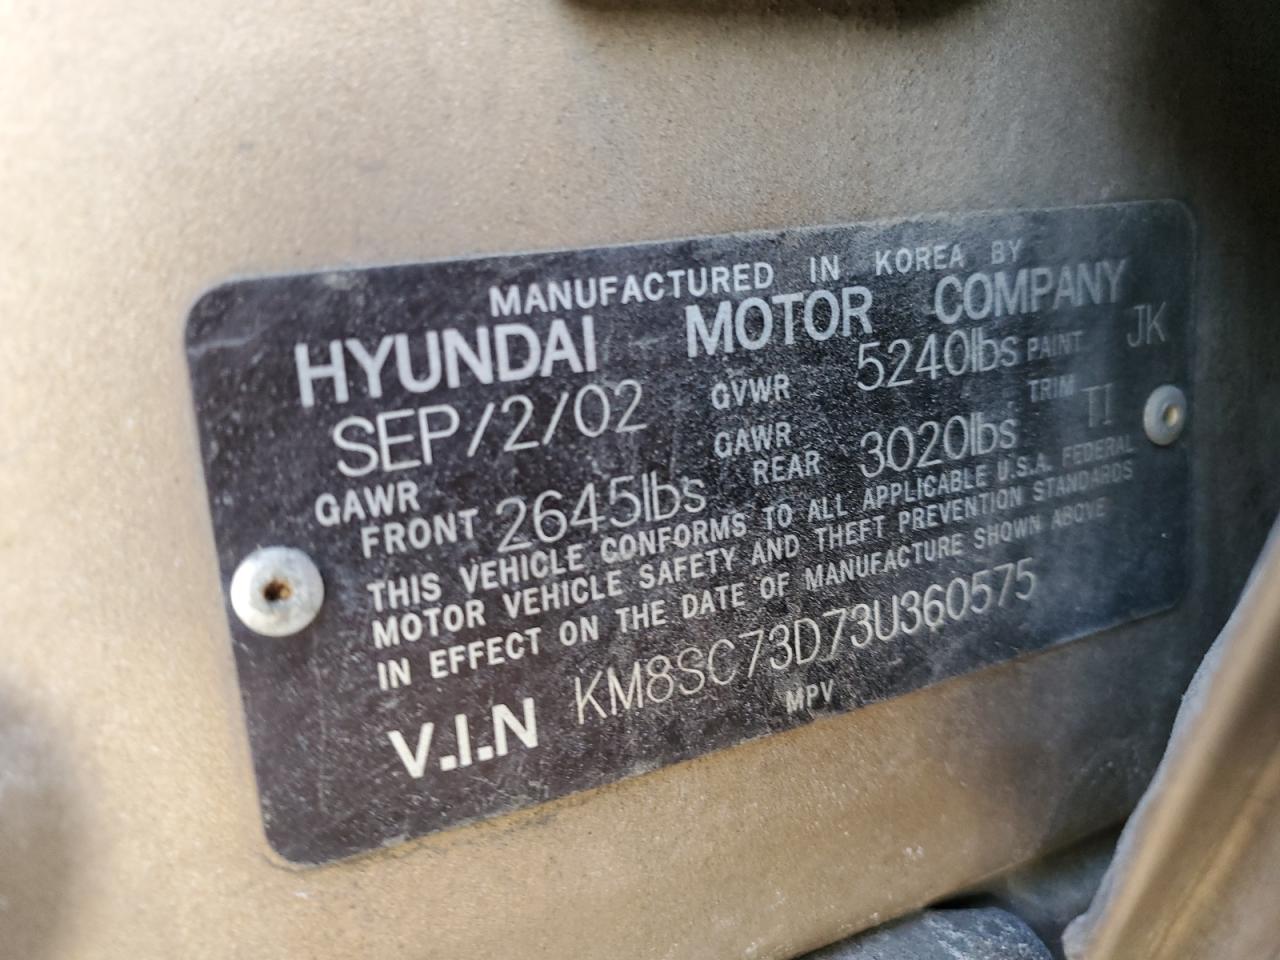 MANUFACTURED IN KOREA BY
HYUNDAI MOTOR COMPANY
SEP/2/02 GVWR 5240lbs PAINT JK
GAWR FRONT 2645lbs GAWR REAR 3020lbs TRIM TI
THIS VEHICLE CONFORMS TO ALL APPLICABLE U.S.A. FEDERAL
MOTOR VEHICLE SAFETY AND THEFT PREVENTION STANDARDS
IN EFFECT ON THE DATE OF MANUFACTURE SHOWN ABOVE
V.I.N KM8SC73D73U360575
MPV